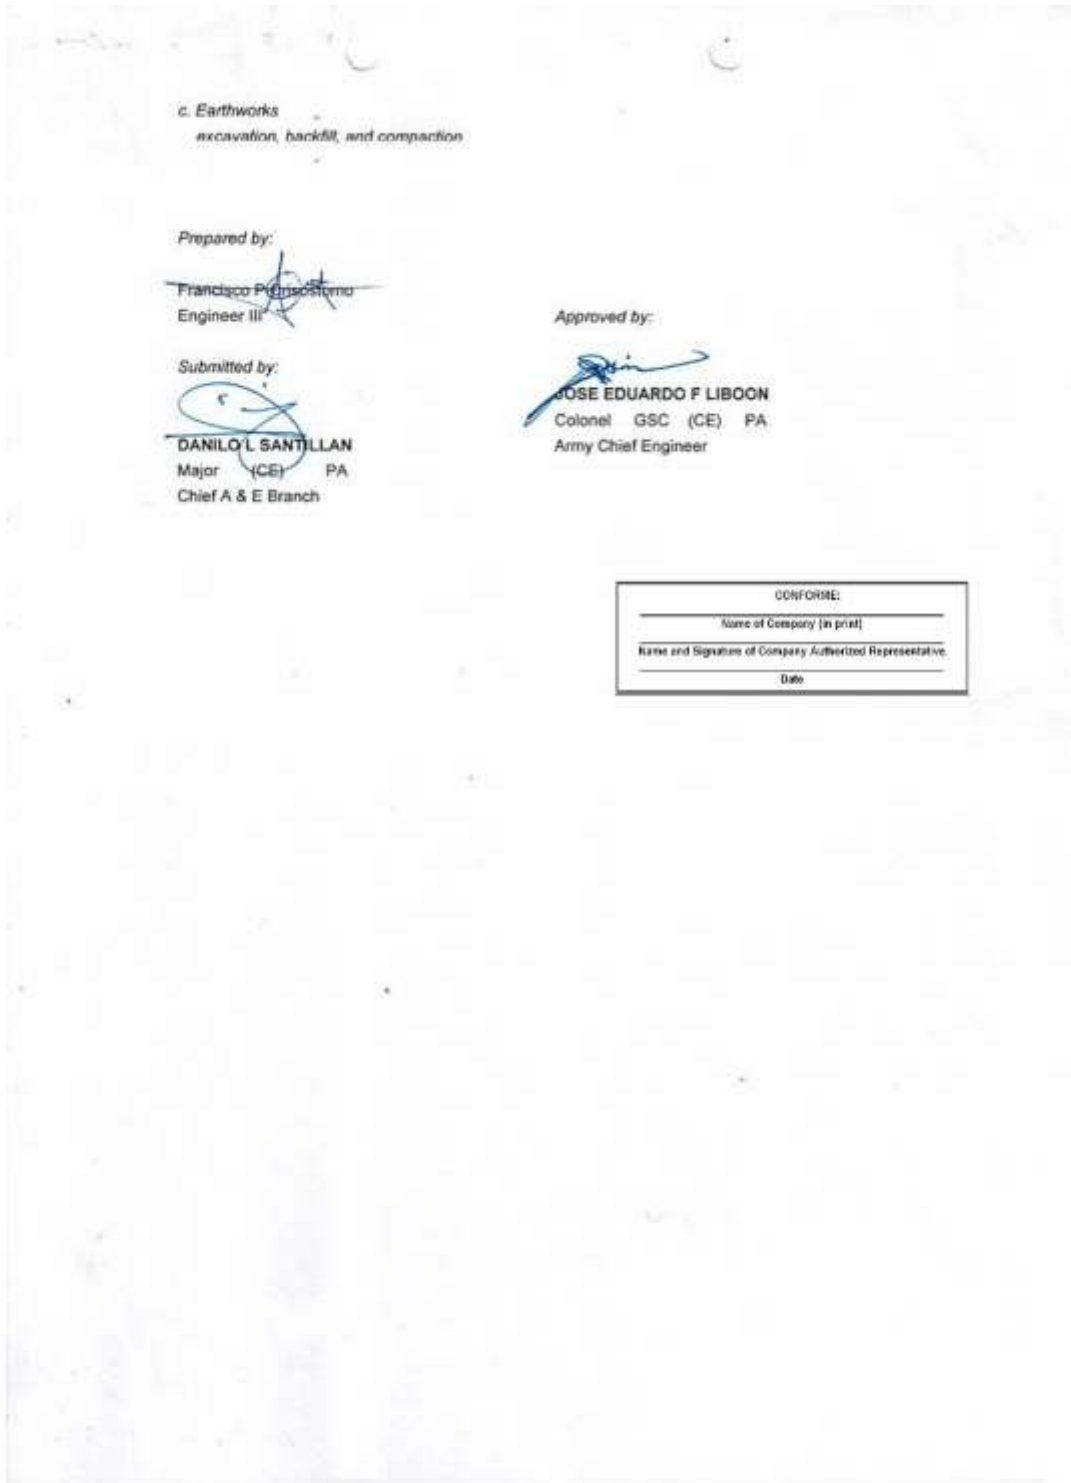 c. Earthworks
excavation, backfill, and compaction
Prepared by:
Francisco P Crisostomo
Engineer III
Submitted by:
DANILO L SANTILLAN
Major (CE) PA
Chief A & E Branch
Approved by:
JOSE EDUARDO F LIBOON
Colonel GSC (CE) PA
Army Chief Engineer
CONFORME:
Name of Company (in print)
Name and Signature of Company Authorized Representative
Date